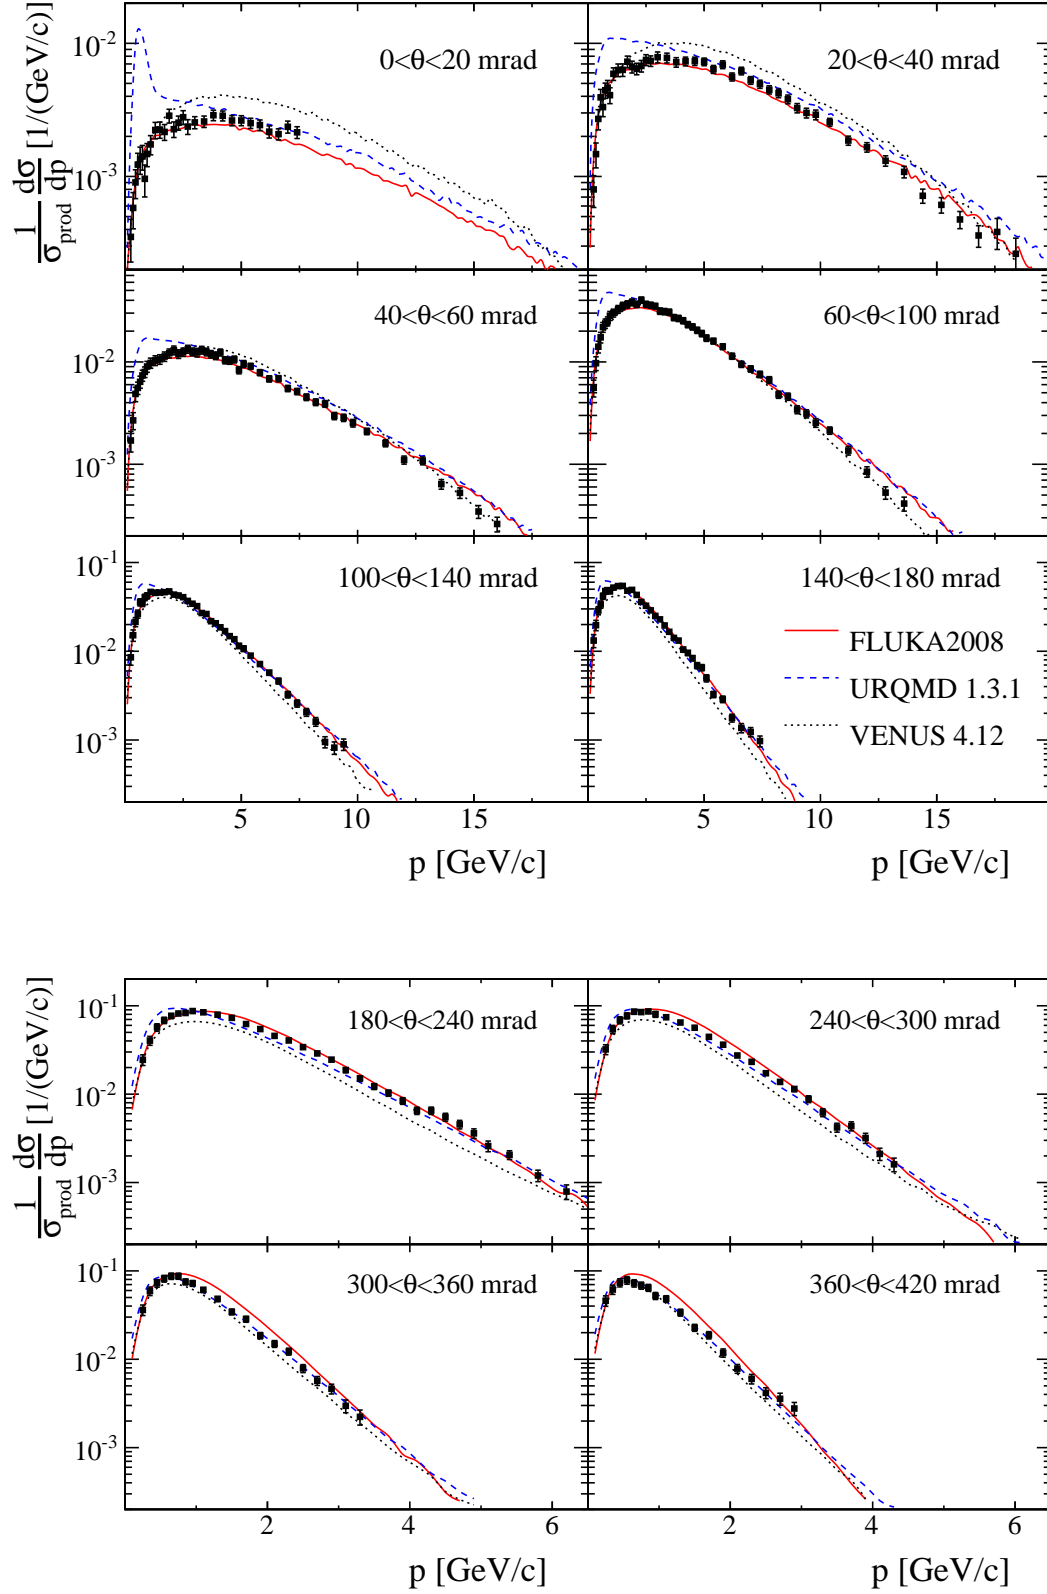 1/σprod dσ/dp [1/(GeV/c)]
0<θ<20 mrad
20<θ<40 mrad
10^-2
10^-3
40<θ<60 mrad
60<θ<100 mrad
10^-2
10^-3
100<θ<140 mrad
140<θ<180 mrad
10^-1
10^-2
10^-3
FLUKA2008
URQMD 1.3.1
VENUS 4.12
5 10 15 5 10 15
p [GeV/c] p [GeV/c]
1/σprod dσ/dp [1/(GeV/c)]
180<θ<240 mrad
240<θ<300 mrad
10^-1
10^-2
10^-3
300<θ<360 mrad
360<θ<420 mrad
10^-1
10^-2
10^-3
2 4 6 2 4 6
p [GeV/c] p [GeV/c]